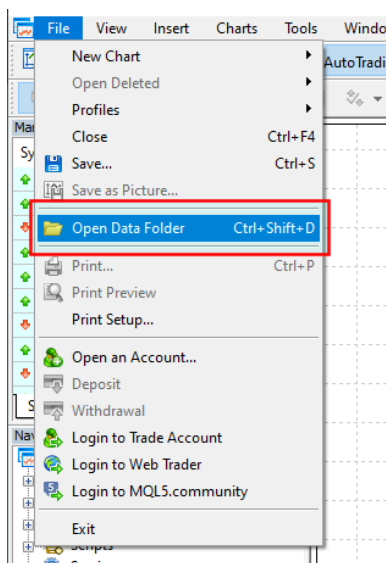 File View Insert Charts Tools
New Chart
AutoTradi
Open Deleted
Profiles
Close Ctrl+F4
Save... Ctrl+S
Save as Picture...
Open Data Folder Ctrl+Shift+D
Print... Ctrl+P
Print Preview
Print Setup...
Open an Account...
Deposit
Withdrawal
Login to Trade Account
Login to Web Trader
Login to MQL5.community
Exit
Scripts